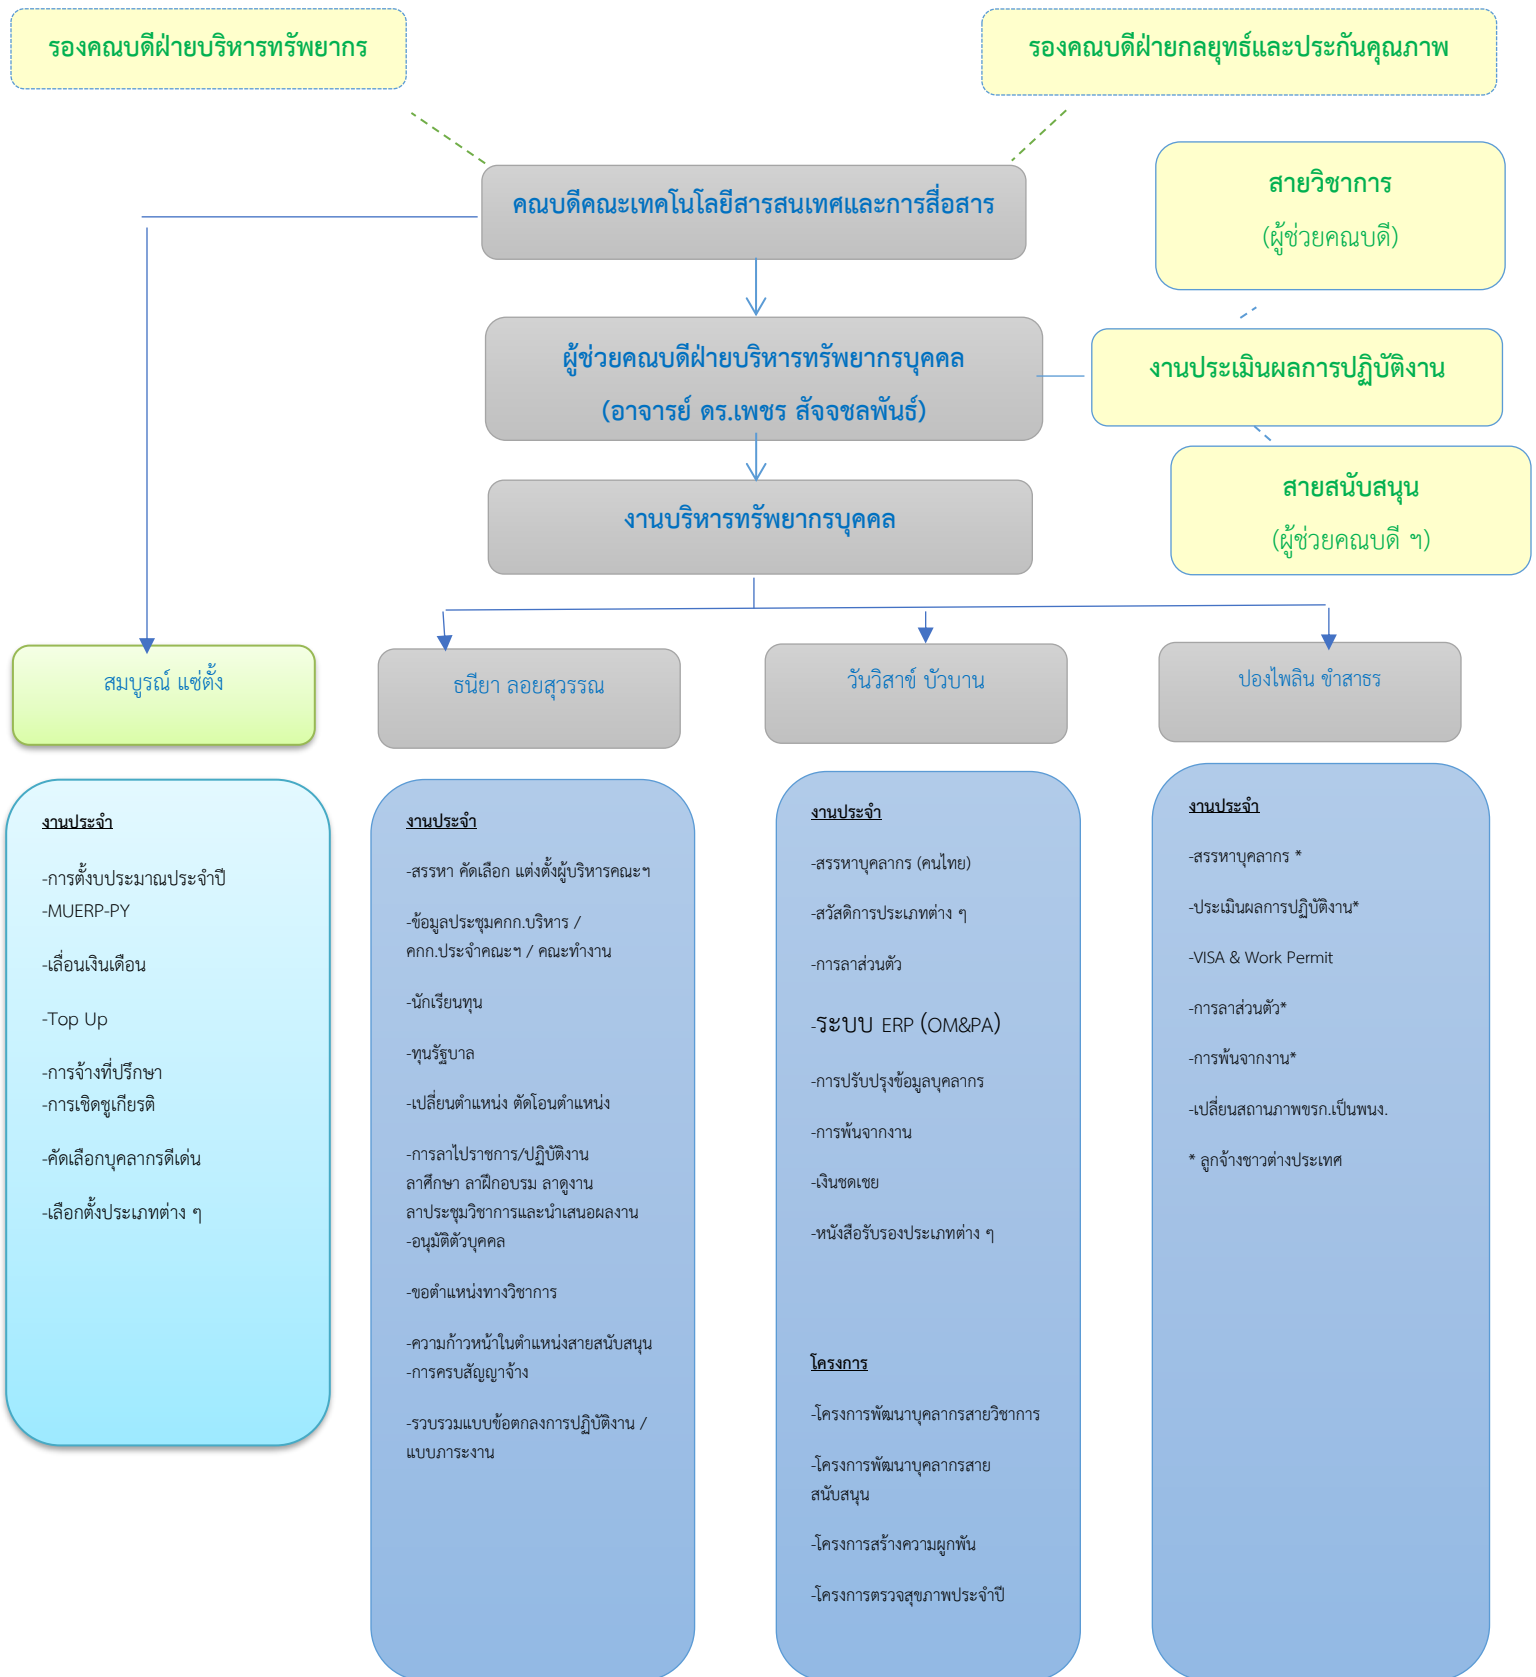 รองคณบดีฝ่ายบริหารทรัพยากร
รองคณบดีฝ่ายกลยุทธ์และประกันคุณภาพ
คณบดีคณะเทคโนโลยีสารสนเทศและการสื่อสาร
สายวิชาการ
(ผู้ช่วยคณบดี)
ผู้ช่วยคณบดีฝ่ายบริหารทรัพยากรบุคคล
(อาจารย์ ดร.เพชร สัจจชลพันธ์)
งานประเมินผลการปฏิบัติงาน
สายสนับสนุน
(ผู้ช่วยคณบดี ฯ)
งานบริหารทรัพยากรบุคคล
สมบูรณ์ แซ่ตั้ง
งานประจำ
-การตั้งบประมาณประจำปี
-MUERP-PY
-เลื่อนเงินเดือน
-Top Up
-การจ้างที่ปรึกษา
-การเชิดชูเกียรติ
-คัดเลือกบุคลากรดีเด่น
-เลือกตั้งประเภทต่าง ๆ
ธนียา ลอยสุวรรณ
งานประจำ
-สรรหา คัดเลือก แต่งตั้งผู้บริหารคณะฯ
-ข้อมูลประชุมคกก.บริหาร /
คกก.ประจำคณะฯ / คณะทำงาน
-นักเรียนทุน
-ทุนรัฐบาล
-เปลี่ยนตำแหน่ง ตัดโอนตำแหน่ง
-การลาไปราชการ/ปฏิบัติงาน
ลาศึกษา ลาฝึกอบรม ลาดูงาน
ลาประชุมวิชาการและนำเสนอผลงาน
-อนุมัติตัวบุคคล
-ขอตำแหน่งทางวิชาการ
-ความก้าวหน้าในตำแหน่งสายสนับสนุน
-การครบสัญญาจ้าง
-รวบรวมแบบข้อตกลงการปฏิบัติงาน /
แบบภาระงาน
วันวิสาข์ บัวบาน
งานประจำ
-สรรหาบุคลากร (คนไทย)
-สวัสดิการประเภทต่าง ๆ
-การลาส่วนตัว
-ระบบ ERP (OM&PA)
-การปรับปรุงข้อมูลบุคลากร
-การพ้นจากงาน
-เงินชดเชย
-หนังสือรับรองประเภทต่าง ๆ
โครงการ
-โครงการพัฒนาบุคลากรสายวิชาการ
-โครงการพัฒนาบุคลากรสาย
สนับสนุน
-โครงการสร้างความผูกพัน
-โครงการตรวจสุขภาพประจำปี
ปองไพลิน ขำสาธร
งานประจำ
-สรรหาบุคลากร *
-ประเมินผลการปฏิบัติงาน*
-VISA & Work Permit
-การลาส่วนตัว*
-การพ้นจากงาน*
-เปลี่ยนสถานภาพขรก.เป็นพนง.
* ลูกจ้างชาวต่างประเทศ